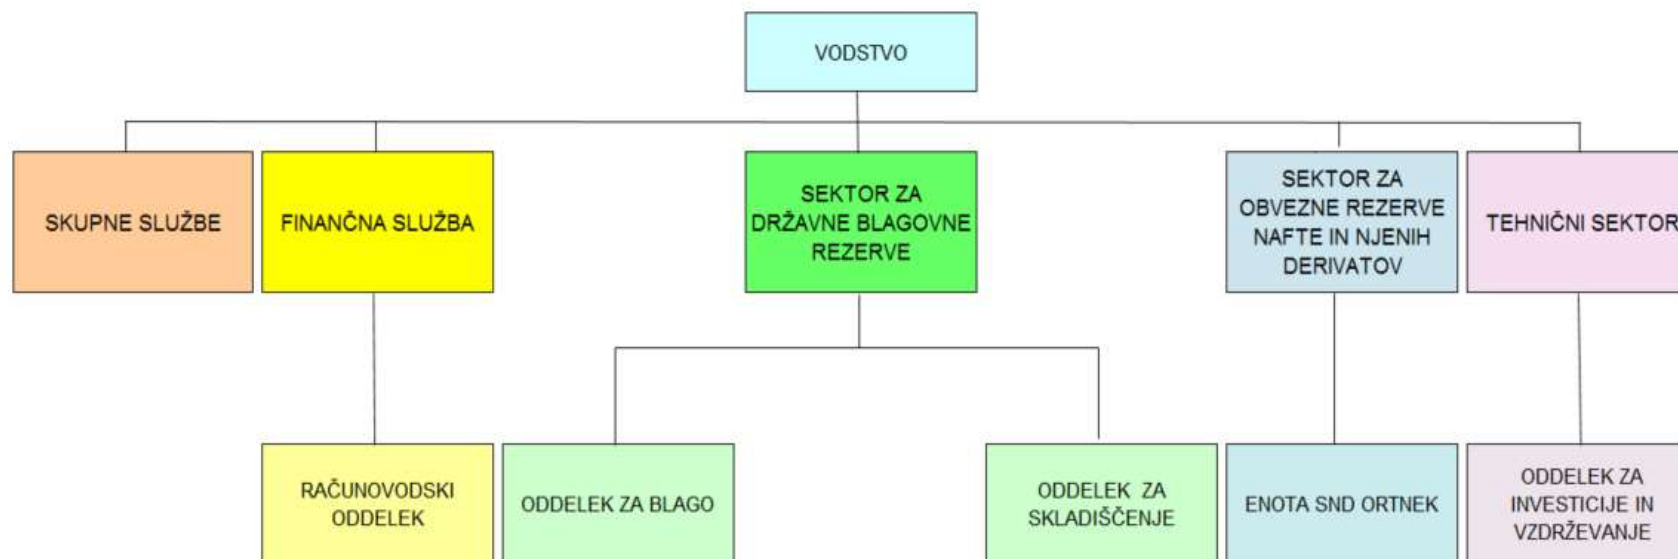 VODSTVO
SKUPNE SLUŽBE
FINANČNA SLUŽBA
SEKTOR ZA
DRŽAVNE BLAGOVNE
REZERVE
SEKTOR ZA
OBVEZNE REZERVE
NAFTE IN NJENIH
DERIVATOV
TEHNIČNI SEKTOR
RAČUNOVODSKI
ODDELEK
ODDELEK ZA BLAGO
ODDELEK ZA
SKLADIŠČENJE
ENOTA SND ORTNEK
ODDELEK ZA
INVESTICIJE IN
VZDRŽEVANJE